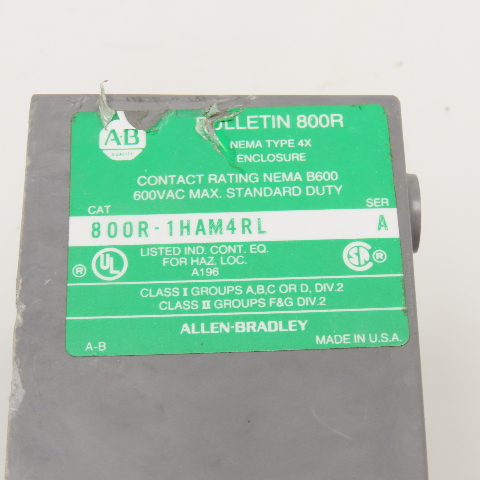 A-B
QUALITY
BULLETIN 800R
NEMA TYPE 4X
ENCLOSURE
CONTACT RATING NEMA B600
600VAC MAX. STANDARD DUTY
CAT SER
800R-1HAM4RL A
® UL LISTED IND. CONT. EQ. SA ®
FOR HAZ. LOC.
A196
CLASS I GROUPS A,B,C OR D, DIV.2
CLASS II GROUPS F&G DIV.2
ALLEN-BRADLEY
A-B MADE IN U.S.A.